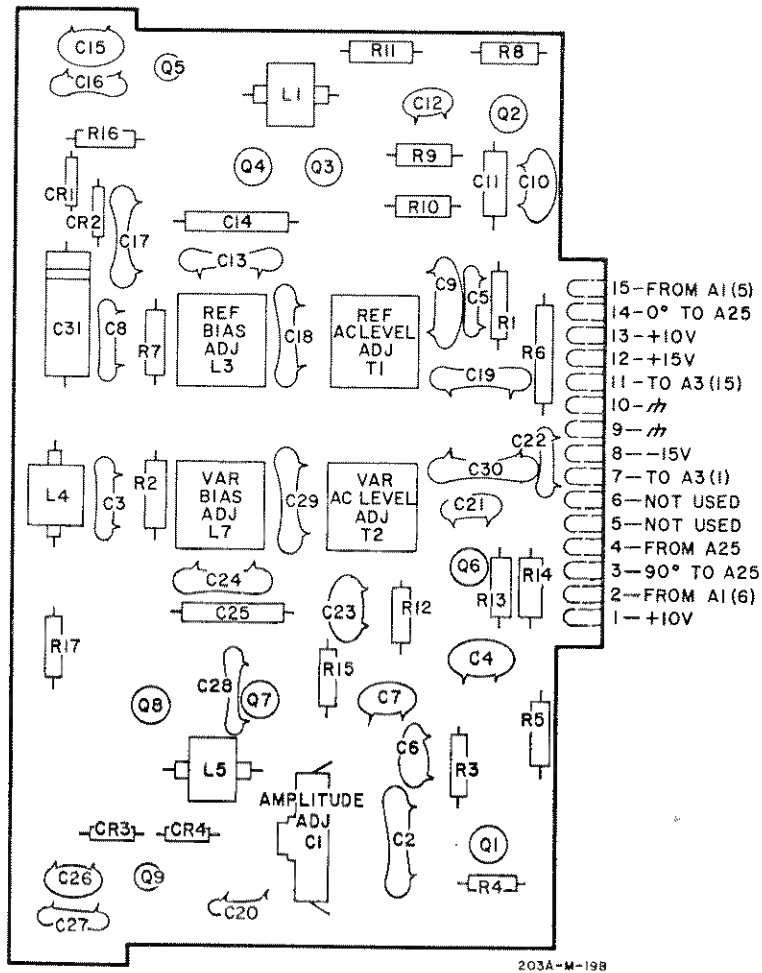 C15
R11
R8
Q5
C16
L1
C12
Q2
R16
R9
Q4
Q3
C11
C10
CR1
CR2
R10
C17
C14
C13
C9
C5
R1
15-FROM A1(5)
14-0° TO A25
13-+10V
12-+15V
11-TO A3(15)
10-
9-
8--15V
7-TO A3(1)
6-NOT USED
5-NOT USED
4-FROM A25
3-90° TO A25
2-FROM A1(6)
1-+10V
C31
C8
R7
REF
BIAS
ADJ
L3
C18
REF
AC LEVEL
ADJ
T1
R6
C19
C22
L4
C3
R2
VAR
BIAS
ADJ
L7
C29
VAR
AC LEVEL
ADJ
T2
C30
C21
Q6
R13
R14
C24
C25
C23
R12
R17
R15
C4
C28
Q8
Q7
C7
R5
L5
C6
R3
AMPLITUDE
ADJ
C1
C2
CR3
CR4
Q1
C26
Q9
R4
C27
C20
203A-M-19B